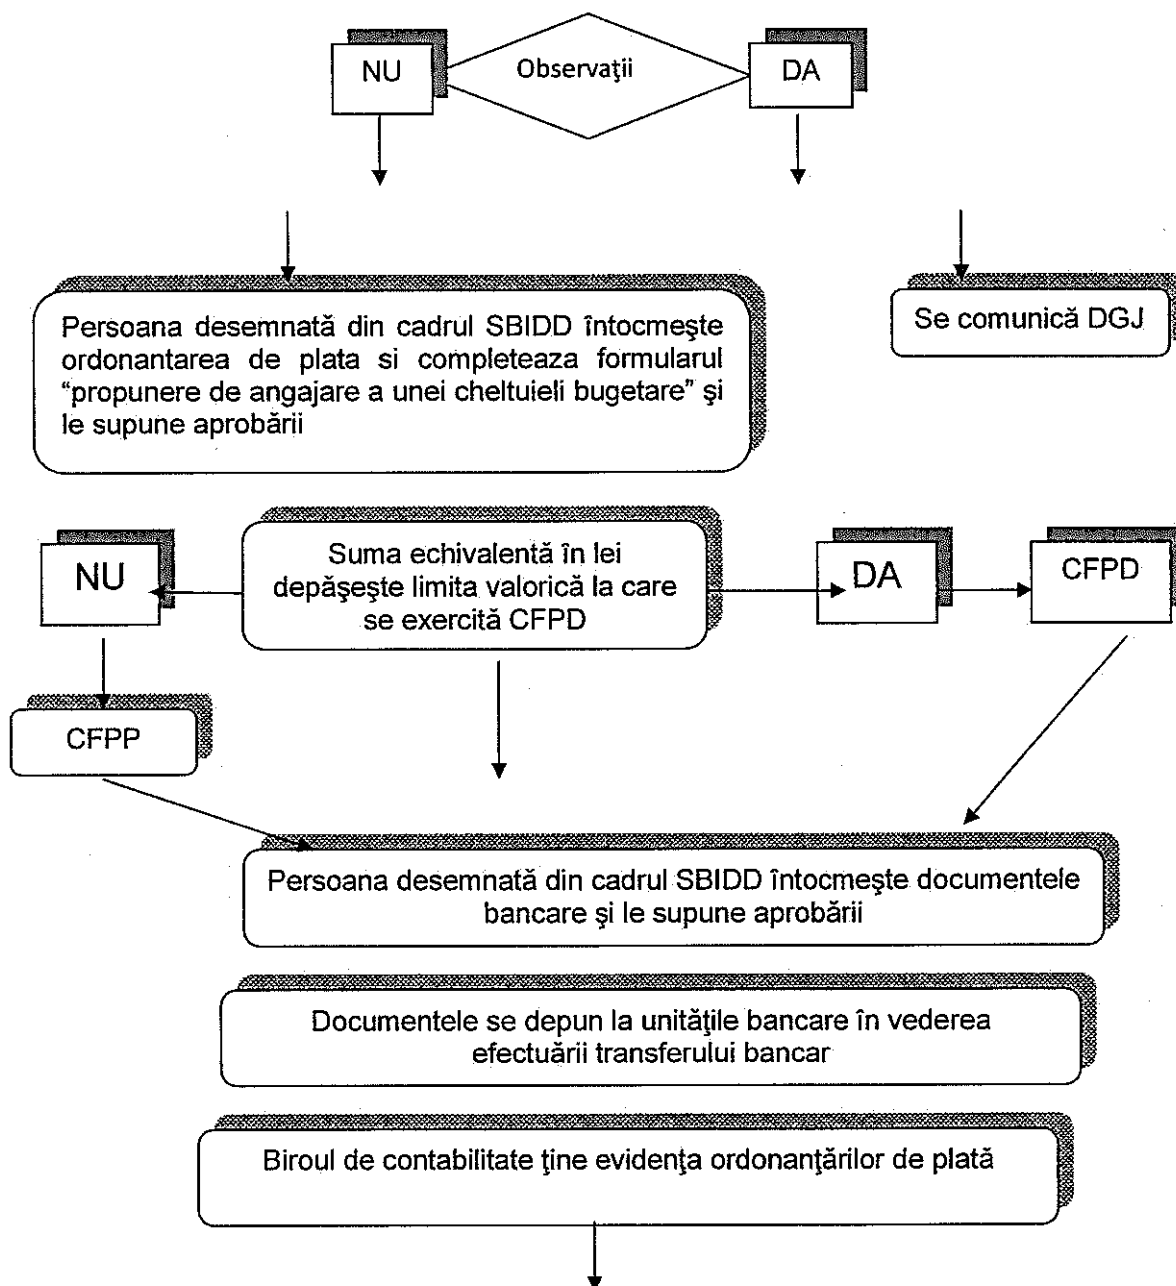 NU
Observaţii
DA
Persoana desemnată din cadrul SBIDD întocmeşte
ordonantarea de plata si completeaza formularul
“propunere de angajare a unei cheltuieli bugetare” şi
le supune aprobării
Se comunică DGJ
NU
Suma echivalentă în lei
depăşeşte limita valorică la care
se exercită CFPD
DA
CFPD
CFPP
Persoana desemnată din cadrul SBIDD întocmeşte documentele
bancare şi le supune aprobării
Documentele se depun la unităţile bancare în vederea
efectuării transferului bancar
Biroul de contabilitate ţine evidenţa ordonanţărilor de plată